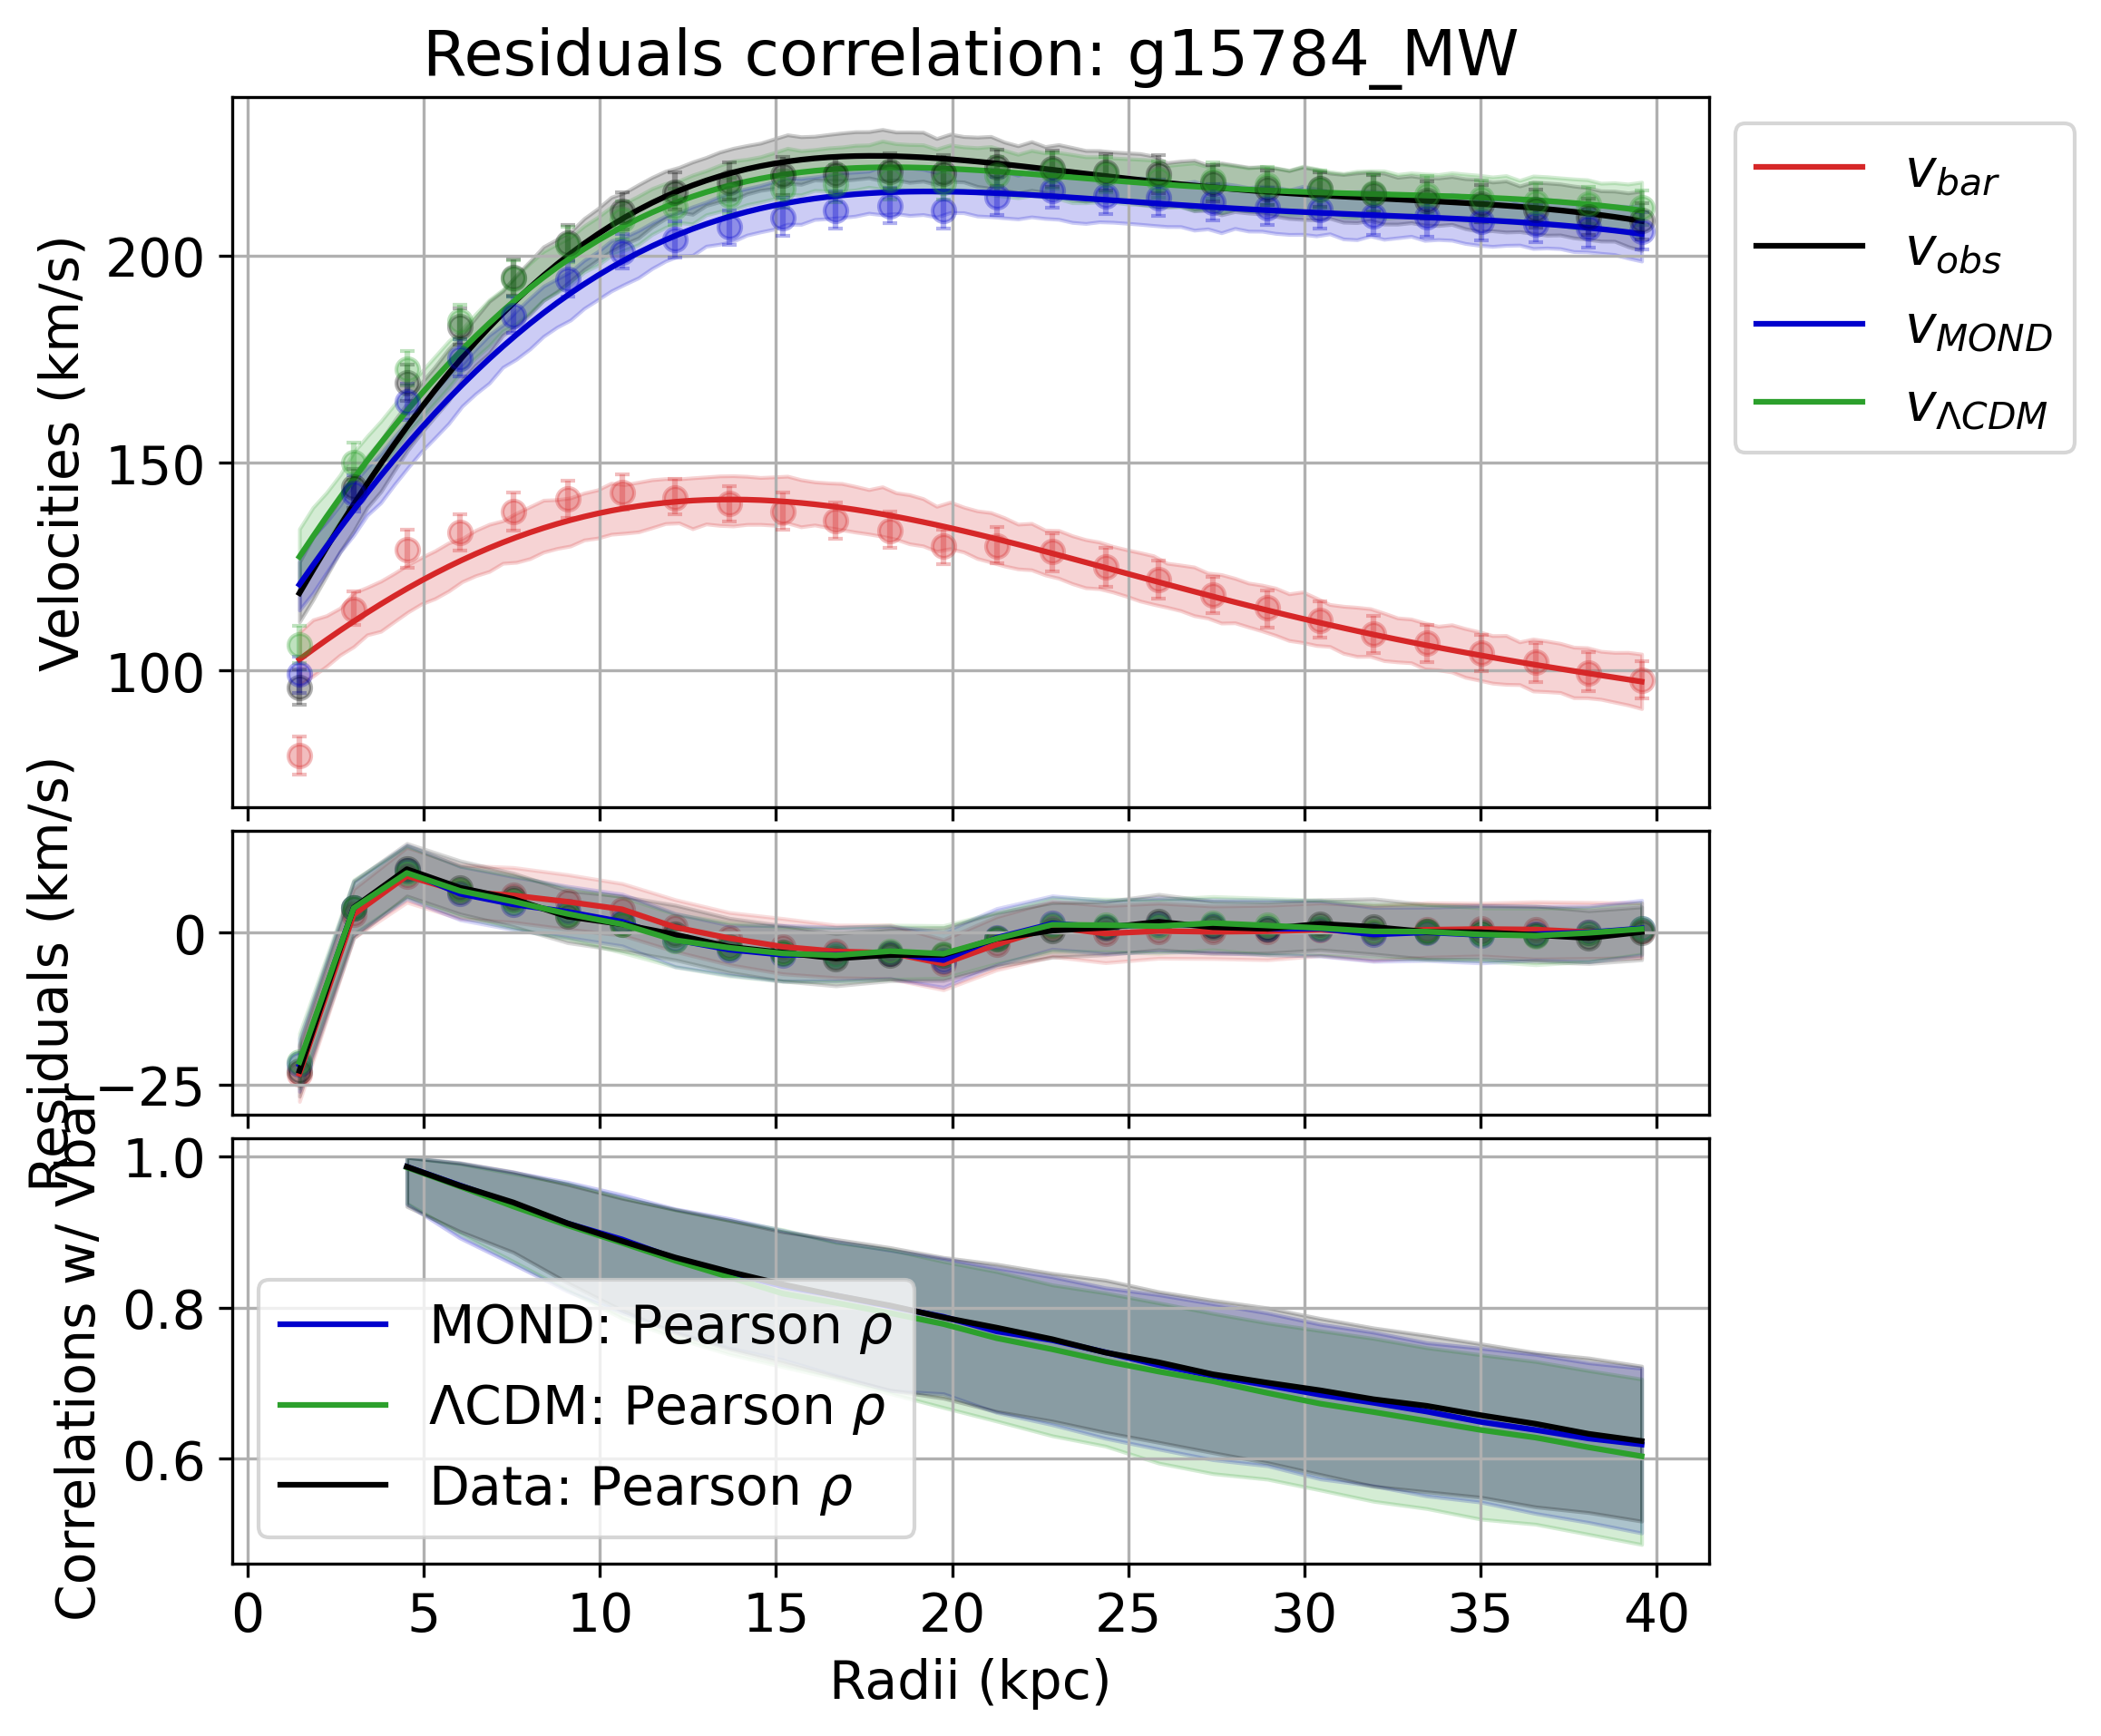 Residuals correlation: g15784_MW
Velocities (km/s)
200
150
100
v_bar
v_obs
v_MOND
v_ΛCDM
Residuals (km/s)
0
−25
Correlations w/ Vbar
1.0
0.8
0.6
MOND: Pearson ρ
ΛCDM: Pearson ρ
Data: Pearson ρ
0 5 10 15 20 25 30 35 40
Radii (kpc)